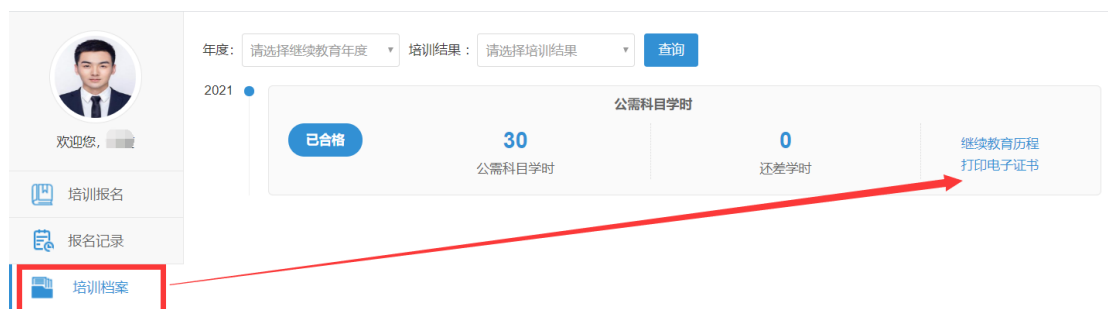 年度： 请选择继续教育年度 培训结果： 请选择培训结果 查询
2021
公需科目学时
已合格 30 0 继续教育历程
公需科目学时 还差学时 打印电子证书
欢迎您,
培训报名
报名记录
培训档案